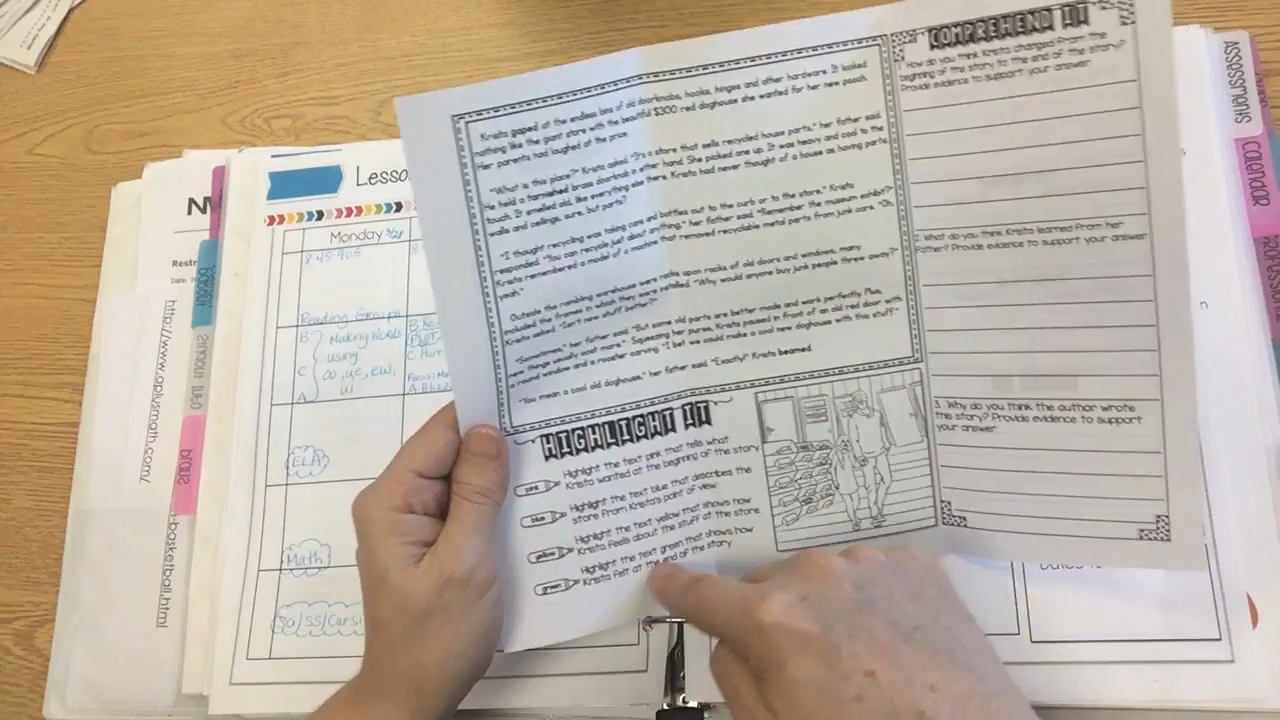 Krista gaped at the endless bins of old doorknobs, hooks, hinges and other hardware. It looked
nothing like the giant store with the beautiful $300 red doghouse she wanted for her new pooch.
Her parents had laughed at the price.
"What is this place?" Krista asked. "It's a store that sells recycled house parts," her father said.
He held a tarnished brass doorknob in other hand. She picked one up. It was heavy and cool to the
touch. It smelled old, like everything else there. Krista had never thought of a house as having parts.
walls and ceilings, sure, but parts?
"I thought recycling was taking cans and bottles out to the curb or to the store," Krista
responded. "You can recycle just about anything," her father said. "Remember the museum exhibit?"
Krista remembered a model of a machine that removed recyclable metal parts from junk cars. "Oh,
yeah."
Outside the rambling warehouse were racks upon racks of old doors and windows, many
included the frames in which they were installed. "Why would anyone buy junk people threw away?"
Krista asked. "Isn't new stuff better?"
"Sometimes," her father said. "But some old parts are better made and work perfectly. Plus,
new things usually cost more." Squeezing her purse, Krista paused in front of an old red door with
a round window and a rooster carving. "I bet we could make a cool new doghouse with this stuff."
"You mean a cool old doghouse," her father said. "Exactly!" Krista beamed.
HIGHLIGHT IT
pink
Highlight the text pink that tells what
Krista wanted at the beginning of the story.
blue
Highlight the text blue that describes the
store from Krista's point of view.
yellow
Highlight the text yellow that shows how
Krista feels about the stuff at the store.
green
Highlight the text green that shows how
Krista felt at the end of the story
COMPREHEND IT
1. How do you think Krista changed from the
beginning of the story to the end of the story?
Provide evidence to support your answer.
2. What do you think Krista learned from her
father? Provide evidence to support your answer.
3. Why do you think the author wrote
the story? Provide evidence to support
your answer.
Lesso
Monday 3/28
8:45-9:05
Reading Groups
B
C
A
Making Words
using
oo, ue, ew,
ui
ELA
Math
Sci/SS/Cursi
NW
Restr
Date:
http://www.aplusmath.com/
-basketball.html
Student Info
ASSESSMENTS
CALENDAR
PROFESSION